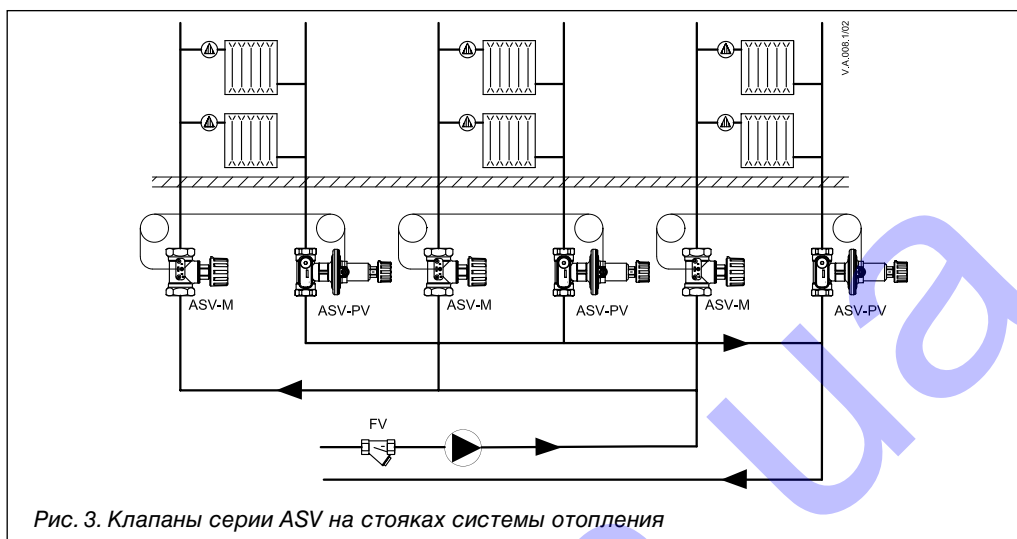 V.A.008.1/02
ASV-M
ASV-PV
ASV-M
ASV-PV
ASV-M
ASV-PV
FV
Рис. 3. Клапаны серии ASV на стояках системы отопления
ua